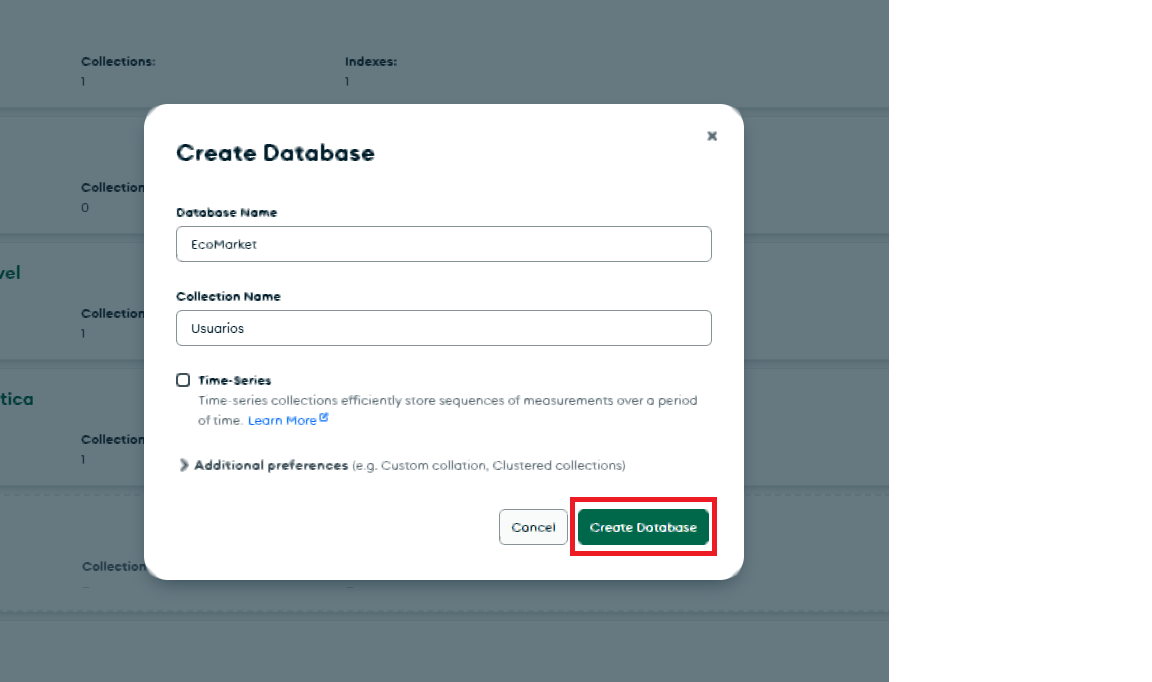 Collections:
1
Indexes:
1
Create Database
Collection
0
Database Name
EcoMarket
vel
Collection Name
Collection
1
Usuarios
Time-Series
Time-series collections efficiently store sequences of measurements over a period
of time. Learn More
tica
Collection
1
Additional preferences (e.g. Custom collation, Clustered collections)
Cancel
Create Database
Collection